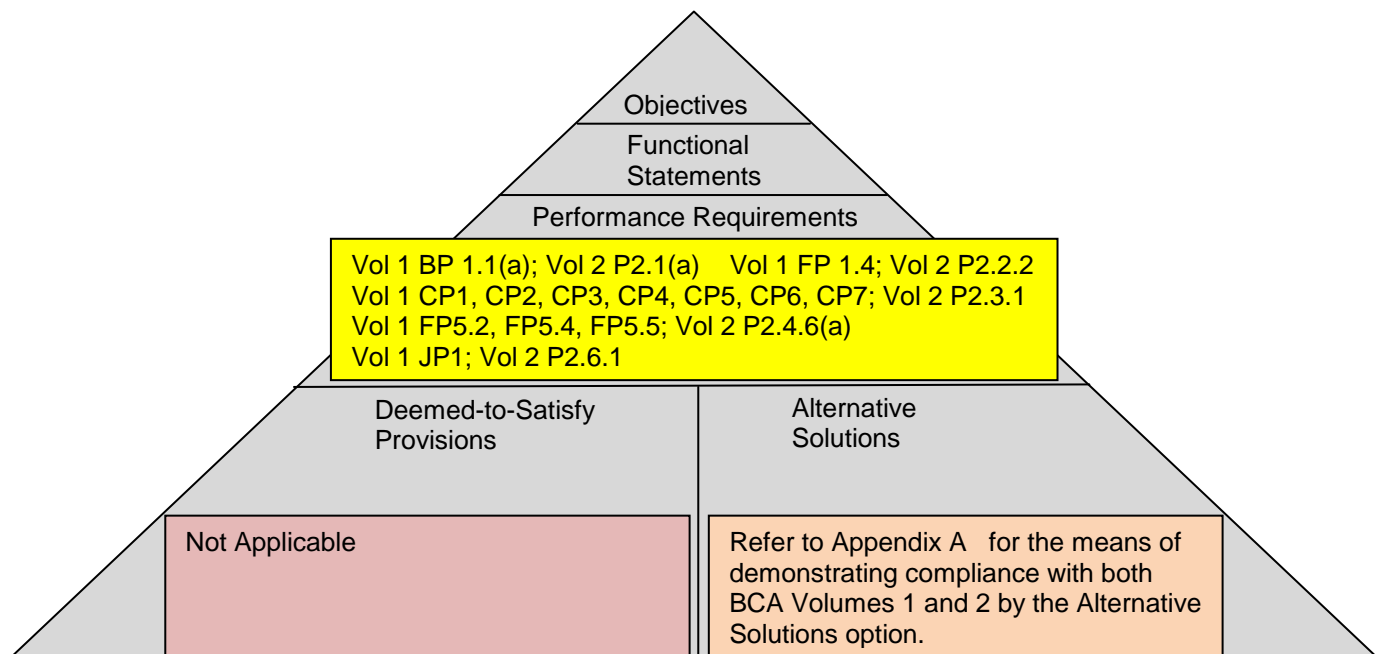 Objectives
Functional
Statements
Performance Requirements
Vol 1 BP 1.1(a); Vol 2 P2.1(a) Vol 1 FP 1.4; Vol 2 P2.2.2
Vol 1 CP1, CP2, CP3, CP4, CP5, CP6, CP7; Vol 2 P2.3.1
Vol 1 FP5.2, FP5.4, FP5.5; Vol 2 P2.4.6(a)
Vol 1 JP1; Vol 2 P2.6.1
Deemed-to-Satisfy
Provisions
Alternative
Solutions
Not Applicable
Refer to Appendix A for the means of
demonstrating compliance with both
BCA Volumes 1 and 2 by the Alternative
Solutions option.